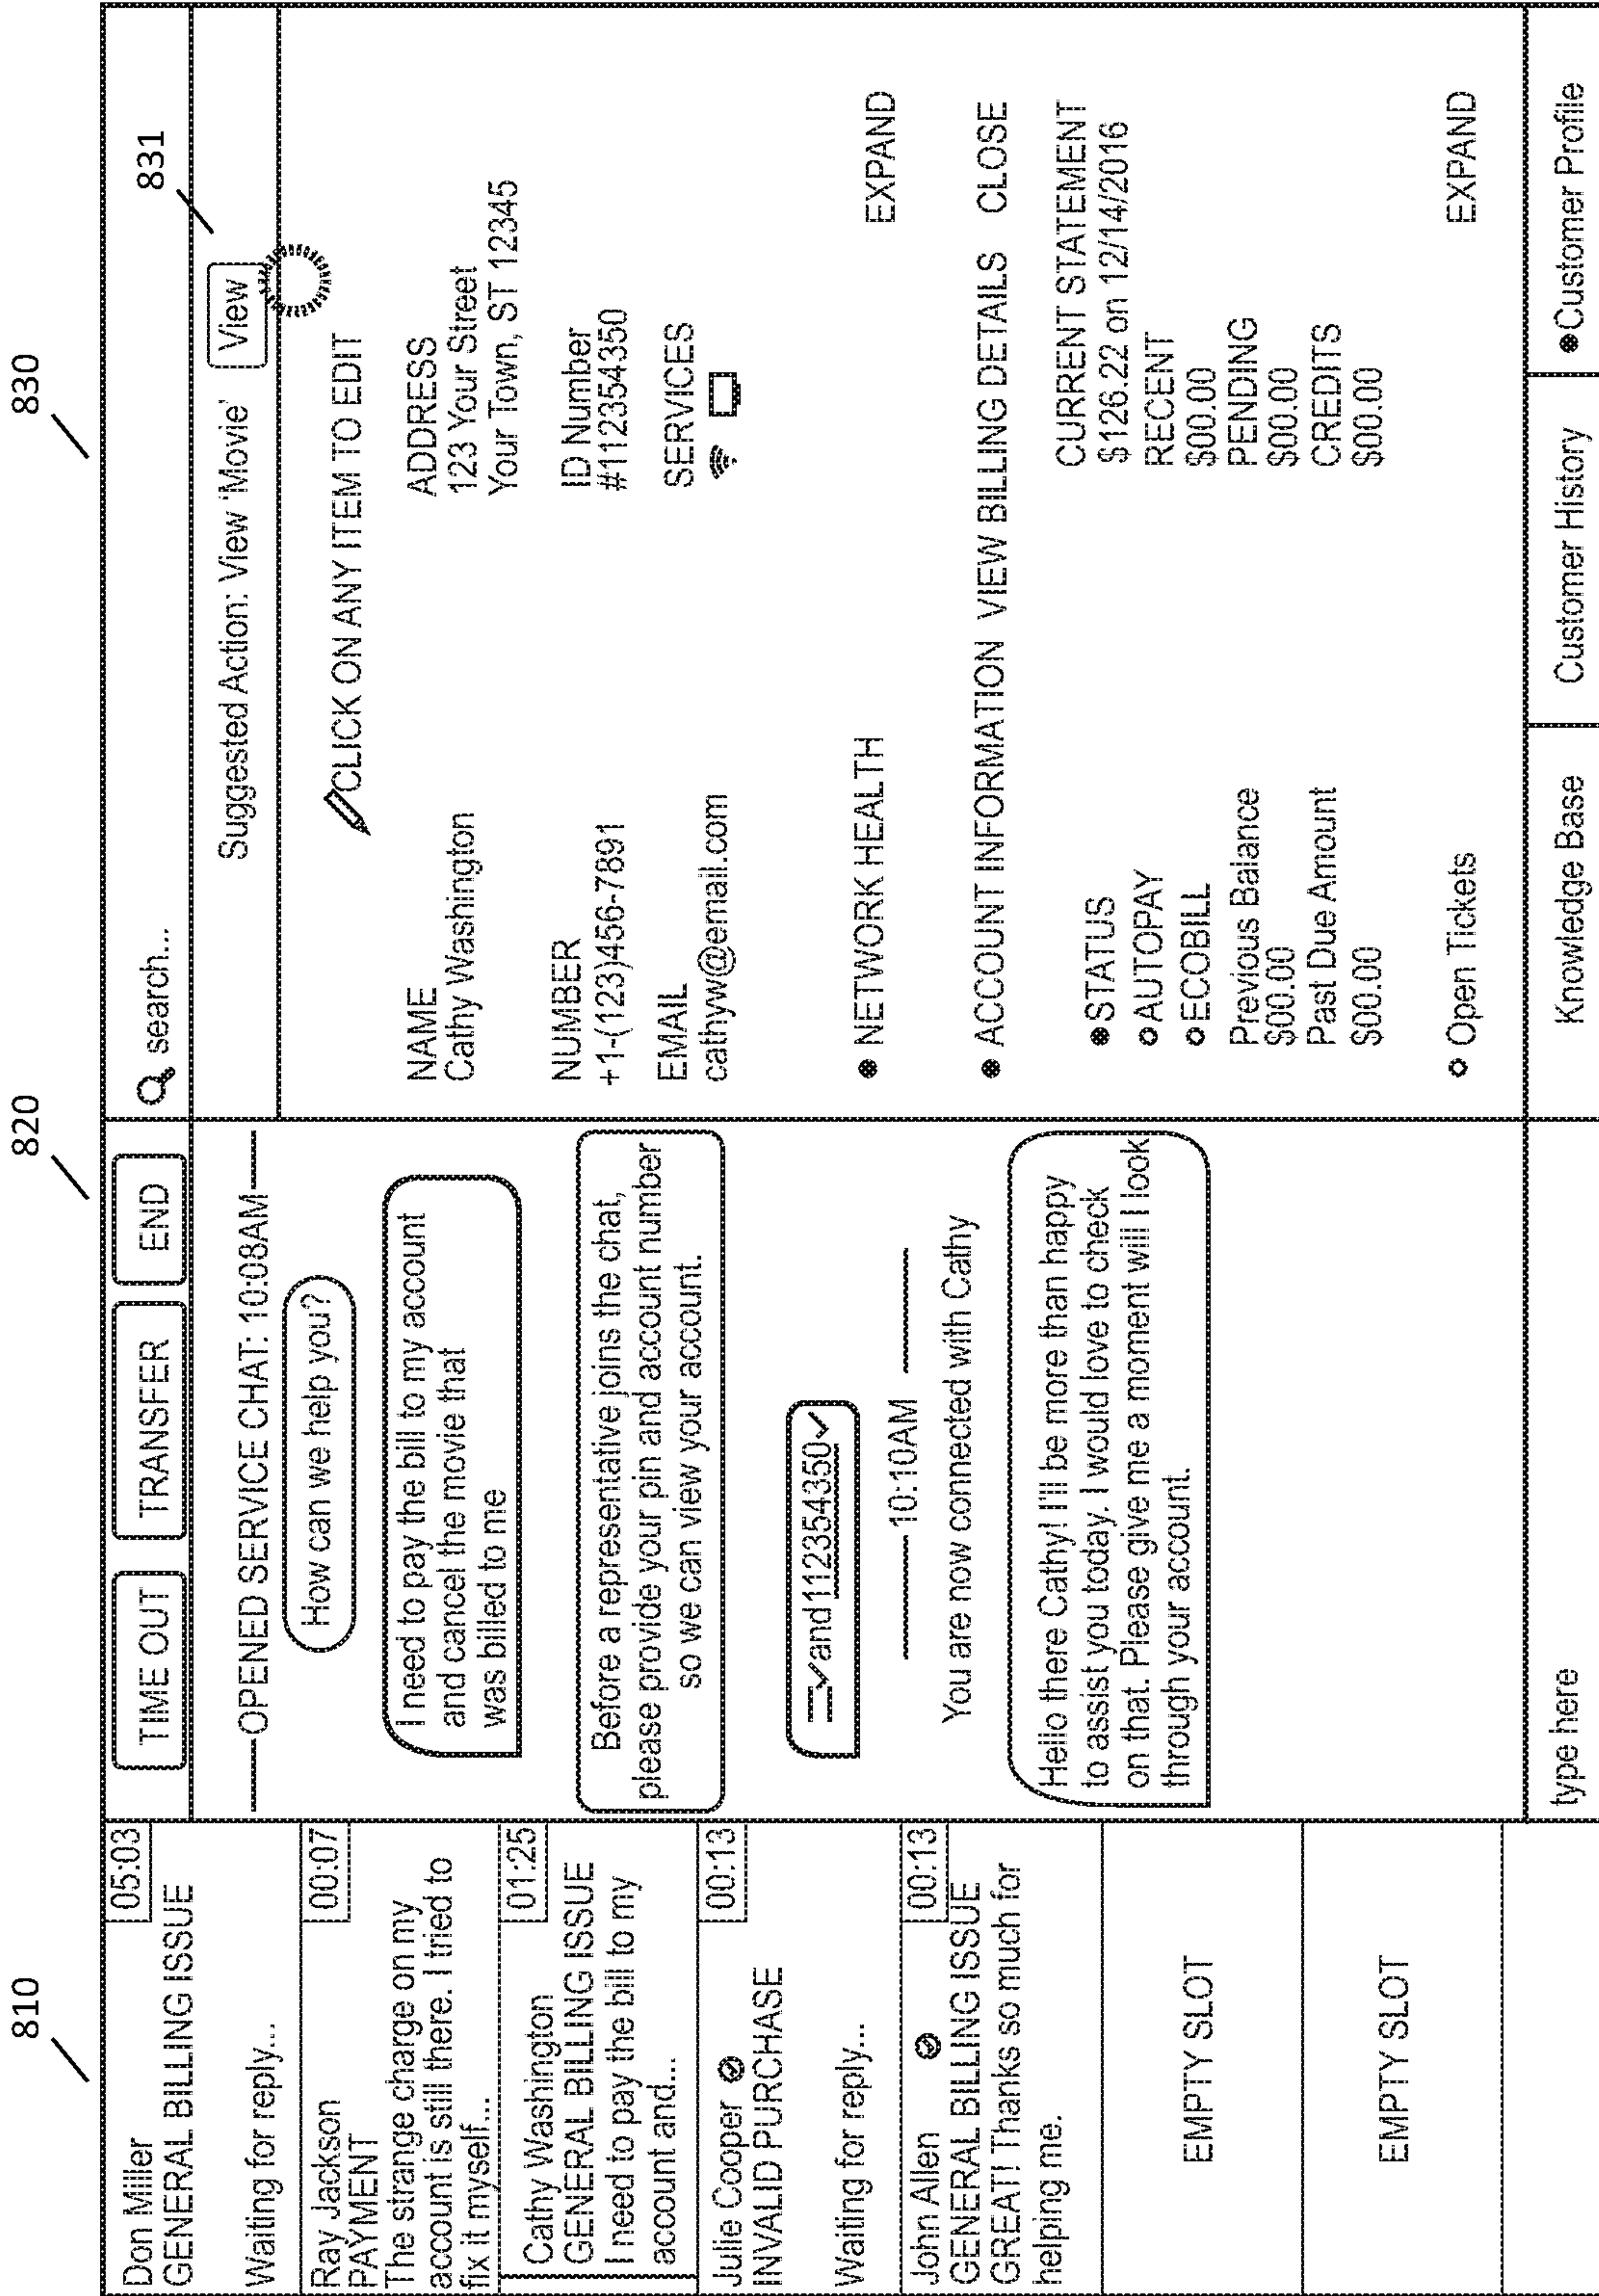 810
820
830
831
Don Miller
05:03
GENERAL BILLING ISSUE
Waiting for reply...
Ray Jackson
00:07
PAYMENT
The strange charge on my
account is still there. I tried to
fix it myself...
Cathy Washington
01:25
GENERAL BILLING ISSUE
I need to pay the bill to my
account and...
Julie Cooper
00:13
INVALID PURCHASE
Waiting for reply...
John Allen
00:13
GENERAL BILLING ISSUE
GREAT! Thanks so much for
helping me.
EMPTY SLOT
EMPTY SLOT
TIME OUT
TRANSFER
END
OPENED SERVICE CHAT: 10:08AM
How can we help you?
I need to pay the bill to my account
and cancel the movie that
was billed to me
Before a representative joins the chat,
please provide your pin and account number
so we can view your account.
and 112354350
10:10AM
You are now connected with Cathy
Hello there Cathy! I'll be more than happy
to assist you today. I would love to check
on that. Please give me a moment will I look
through your account.
type here
search...
Suggested Action: View 'Movie'
View
CLICK ON ANY ITEM TO EDIT
NAME
Cathy Washington
ADDRESS
123 Your Street
Your Town, ST 12345
NUMBER
+1-(123)456-7891
ID Number
#112354350
EMAIL
cathyw@email.com
SERVICES
NETWORK HEALTH
EXPAND
ACCOUNT INFORMATION VIEW BILLING DETAILS CLOSE
STATUS
AUTOPAY
ECOBILL
Previous Balance
$00.00
Past Due Amount
$00.00
CURRENT STATEMENT
$126.22 on 12/14/2016
RECENT
$00.00
PENDING
$00.00
CREDITS
$00.00
Open Tickets
EXPAND
Knowledge Base
Customer History
Customer Profile